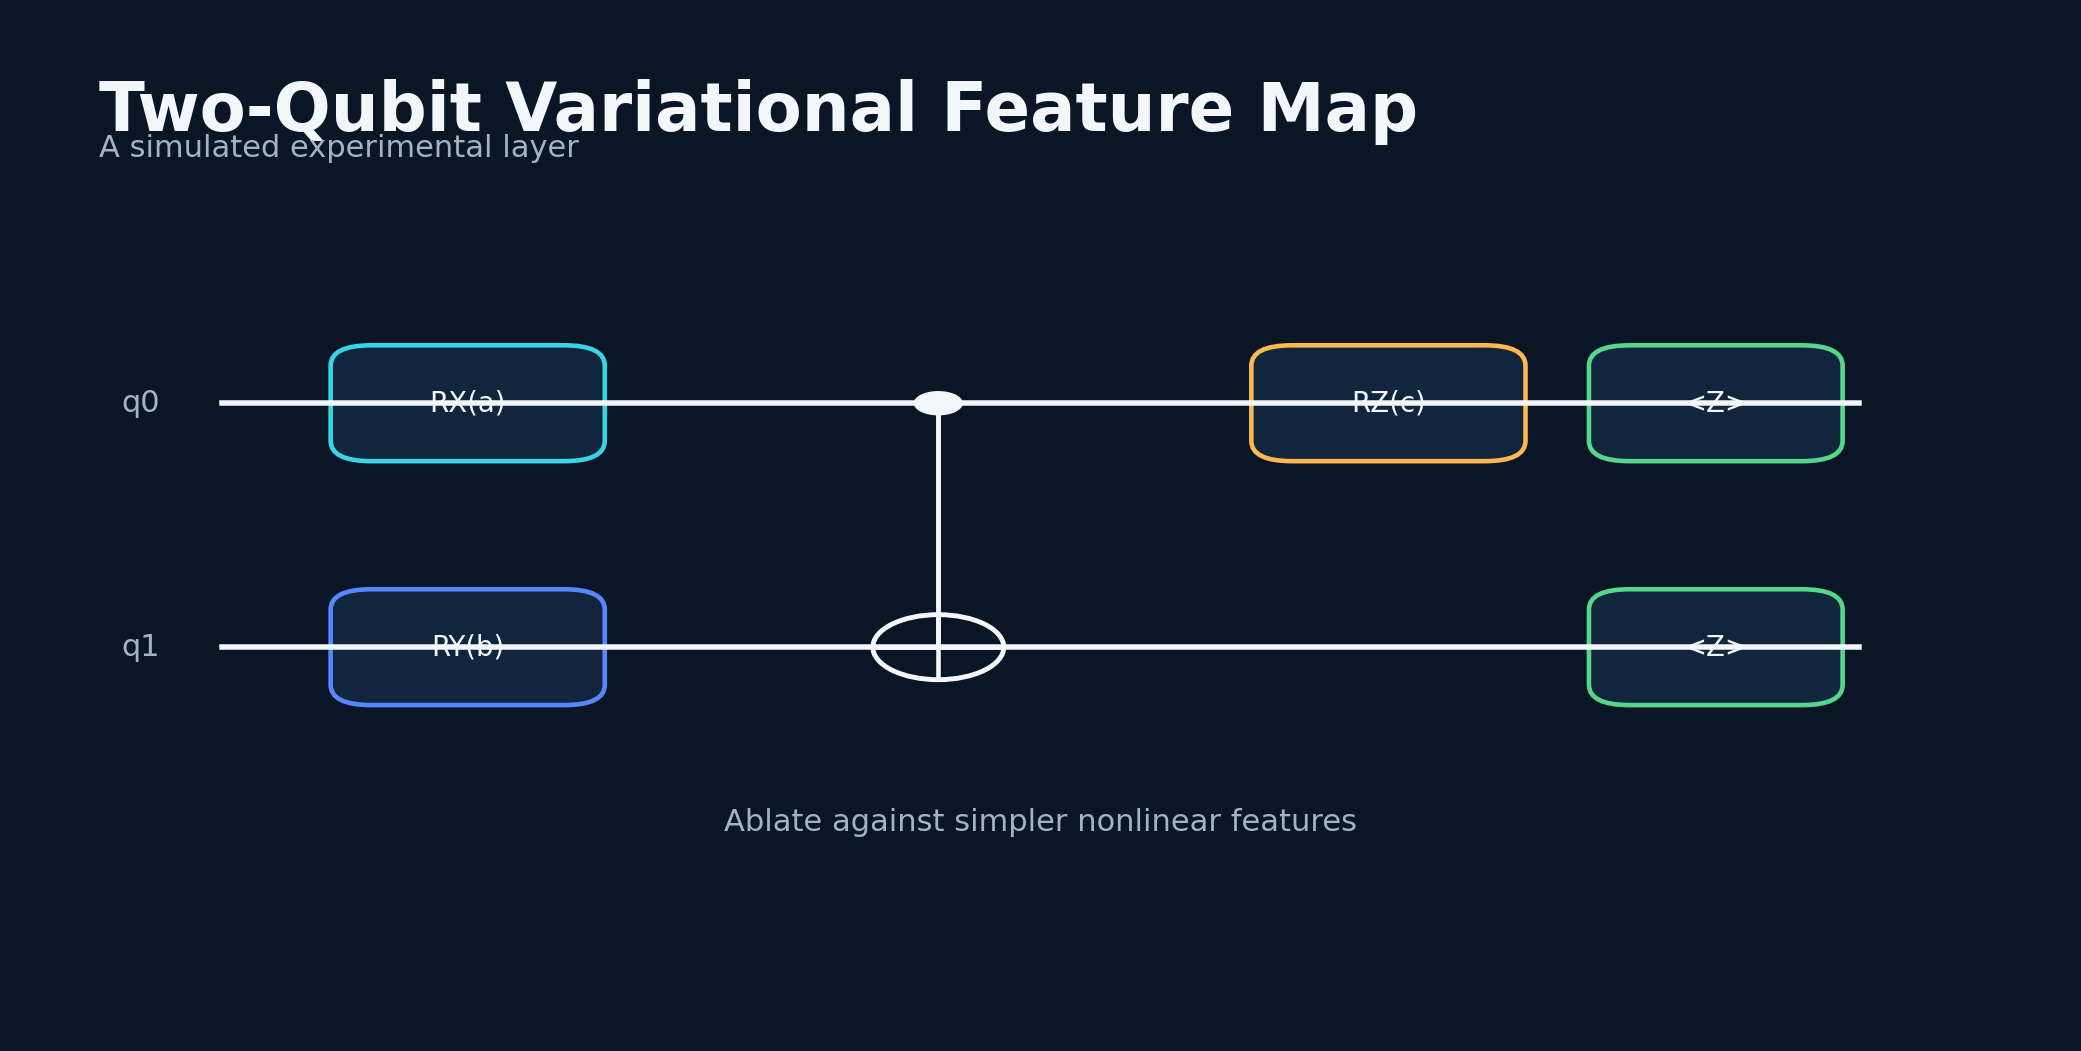 Two-Qubit Variational Feature Map
A simulated experimental layer
q0
RX(a)
RZ(c)
<Z>
q1
RY(b)
<Z>
Ablate against simpler nonlinear features